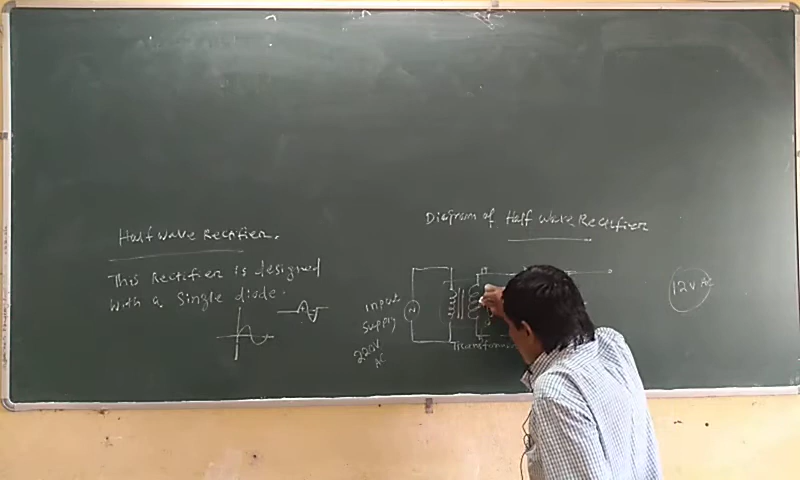 Half wave Rectifier.
This Rectifier is designed
with a single diode.
Diagram of Half wave Rectifier
Input
supply
220V
AC
12V AC